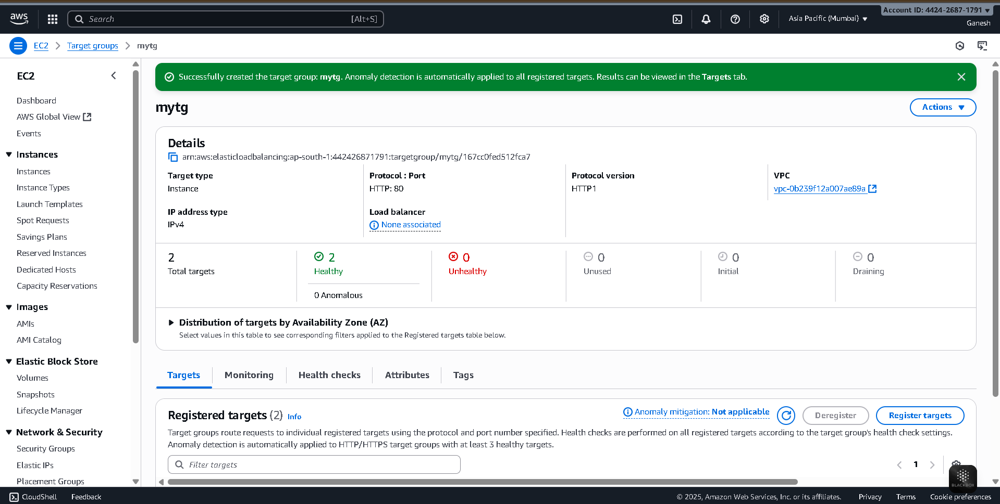 aws
Search
[Alt+S]
Asia Pacific (Mumbai)
Account ID: 4424-2687-1791
Ganesh
EC2
Target groups
mytg
EC2
Dashboard
AWS Global View
Events
Instances
Instances
Instance Types
Launch Templates
Spot Requests
Savings Plans
Reserved Instances
Dedicated Hosts
Capacity Reservations
Images
AMIs
AMI Catalog
Elastic Block Store
Volumes
Snapshots
Lifecycle Manager
Network & Security
Security Groups
Elastic IPs
Placement Groups
Successfully created the target group: mytg. Anomaly detection is automatically applied to all registered targets. Results can be viewed in the Targets tab.
mytg
Actions
Details
arn:aws:elasticloadbalancing:ap-south-1:442426871791:targetgroup/mytg/167cc0fed512fca7
Target type
Instance
Protocol : Port
HTTP: 80
Protocol version
HTTP1
VPC
vpc-0b239f12a007ae89a
IP address type
IPv4
Load balancer
None associated
2
Total targets
2
Healthy
0 Anomalous
0
Unhealthy
0
Unused
0
Initial
0
Draining
Distribution of targets by Availability Zone (AZ)
Select values in this table to see corresponding filters applied to the Registered targets table below.
Targets
Monitoring
Health checks
Attributes
Tags
Registered targets (2) Info
Anomaly mitigation: Not applicable
Deregister
Register targets
Target groups route requests to individual registered targets using the protocol and port number specified. Health checks are performed on all registered targets according to the target group's health check settings.
Anomaly detection is automatically applied to HTTP/HTTPS target groups with at least 3 healthy targets.
Filter targets
1
BLACKBOX
CloudShell
Feedback
© 2025, Amazon Web Services, Inc. or its affiliates.
Privacy
Terms
Cookie preferences